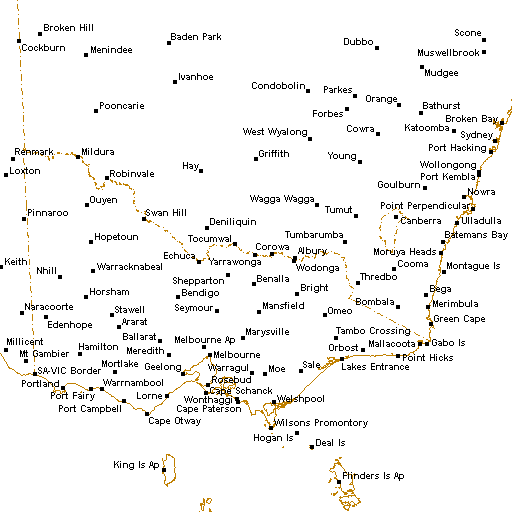 Broken Hill
Scone
Baden Park
Dubbo
Cockburn
Menindee
Muswellbrook
Mudgee
Ivanhoe
Condobolin
Parkes
Orange
Pooncarie
Forbes
Bathurst
Broken Bay
West Wyalong
Cowra
Katoomba
Sydney
Port Hacking
Renmark
Mildura
Griffith
Young
Loxton
Robinvale
Hay
Wollongong
Port Kembla
Goulburn
Nowra
Ouyen
Wagga Wagga
Point Perpendicular
Pinnaroo
Swan Hill
Deniliquin
Tumut
Canberra
Ulladulla
Hopetoun
Tocumwal
Tumbarumba
Batemans Bay
Echuca
Yarrawonga
Corowa
Albury
Moruya Heads
Keith
Nhill
Warracknabeal
Wodonga
Cooma
Montague Is
Shepparton
Benalla
Thredbo
Horsham
Bendigo
Bright
Bega
Naracoorte
Stawell
Seymour
Mansfield
Omeo
Bombala
Merimbula
Edenhope
Ararat
Green Cape
Ballarat
Marysville
Tambo Crossing
Millicent
Hamilton
Melbourne Ap
Orbost
Mallacoota
Gabo Is
Mt Gambier
Meredith
Melbourne
Point Hicks
SA-VIC Border
Mortlake
Geelong
Warragul
Moe
Sale
Lakes Entrance
Portland
Warrnambool
Rosebud
Port Fairy
Lorne
Cape Schanck
Port Campbell
Wonthaggi
Welshpool
Cape Otway
Cape Paterson
Wilsons Promontory
Hogan Is
Deal Is
King Is Ap
Flinders Is Ap